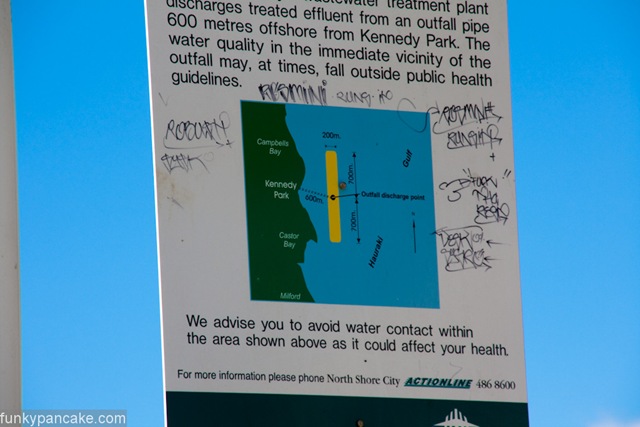 wastewater treatment plant
discharges treated effluent from an outfall pipe
600 metres offshore from Kennedy Park. The
water quality in the immediate vicinity of the
outfall may, at times, fall outside public health
guidelines.
200m.
Campbells
Bay
Gulf
700m.
Kennedy
Park
600m.
Outfall discharge point
700m.
Castor
Bay
Hauraki
Milford
We advise you to avoid water contact within
the area shown above as it could affect your health.
For more information please phone North Shore City ACTIONLINE 486 8600
funkypancake.com